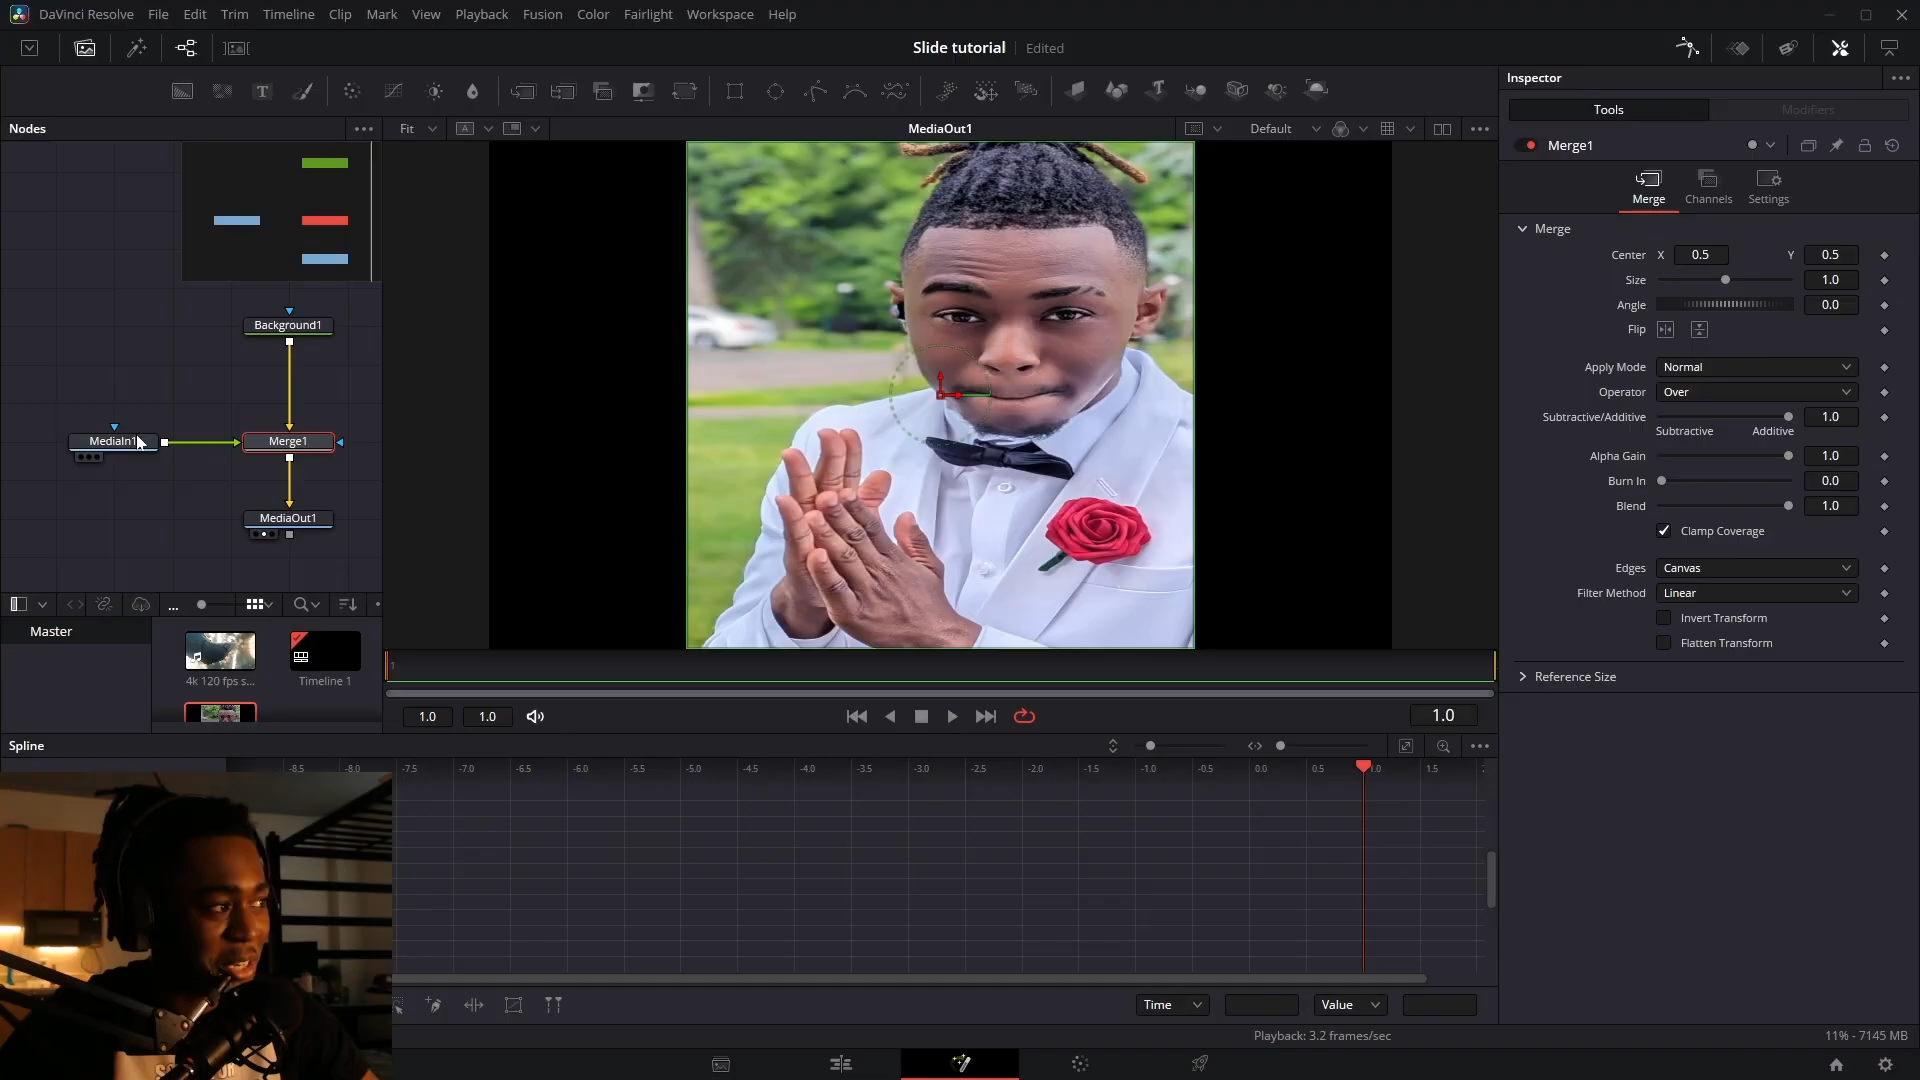 DaVinci Resolve File Edit Trim Timeline Clip Mark View Playback Fusion Color Fairlight Workspace Help
Slide tutorial Edited
Inspector
Tools Modifiers
Nodes Fit A MediaOut1 Default
Merge1
Merge Channels Settings
Merge
Center X 0.5 Y 0.5
Size 1.0
Angle 0.0
Flip
Apply Mode Normal
Operator Over
Subtractive/Additive 1.0
Subtractive Additive
Alpha Gain 1.0
Burn In 0.0
Blend 1.0
Clamp Coverage
Edges Canvas
Filter Method Linear
Invert Transform
Flatten Transform
Reference Size
Background1
MediaIn1 Merge1
MediaOut1
...
Master
4k 120 fps s... Timeline 1
1
1.0 1.0 1.0
Spline
-8.5 -8.0 -7.5 -7.0 -6.5 -6.0 -5.5 -5.0 -4.5 -4.0 -3.5 -3.0 -2.5 -2.0 -1.5 -1.0 -0.5 0.0 0.5 1.0 1.5
T
Time Value
Playback: 3.2 frames/sec 11% - 7145 MB